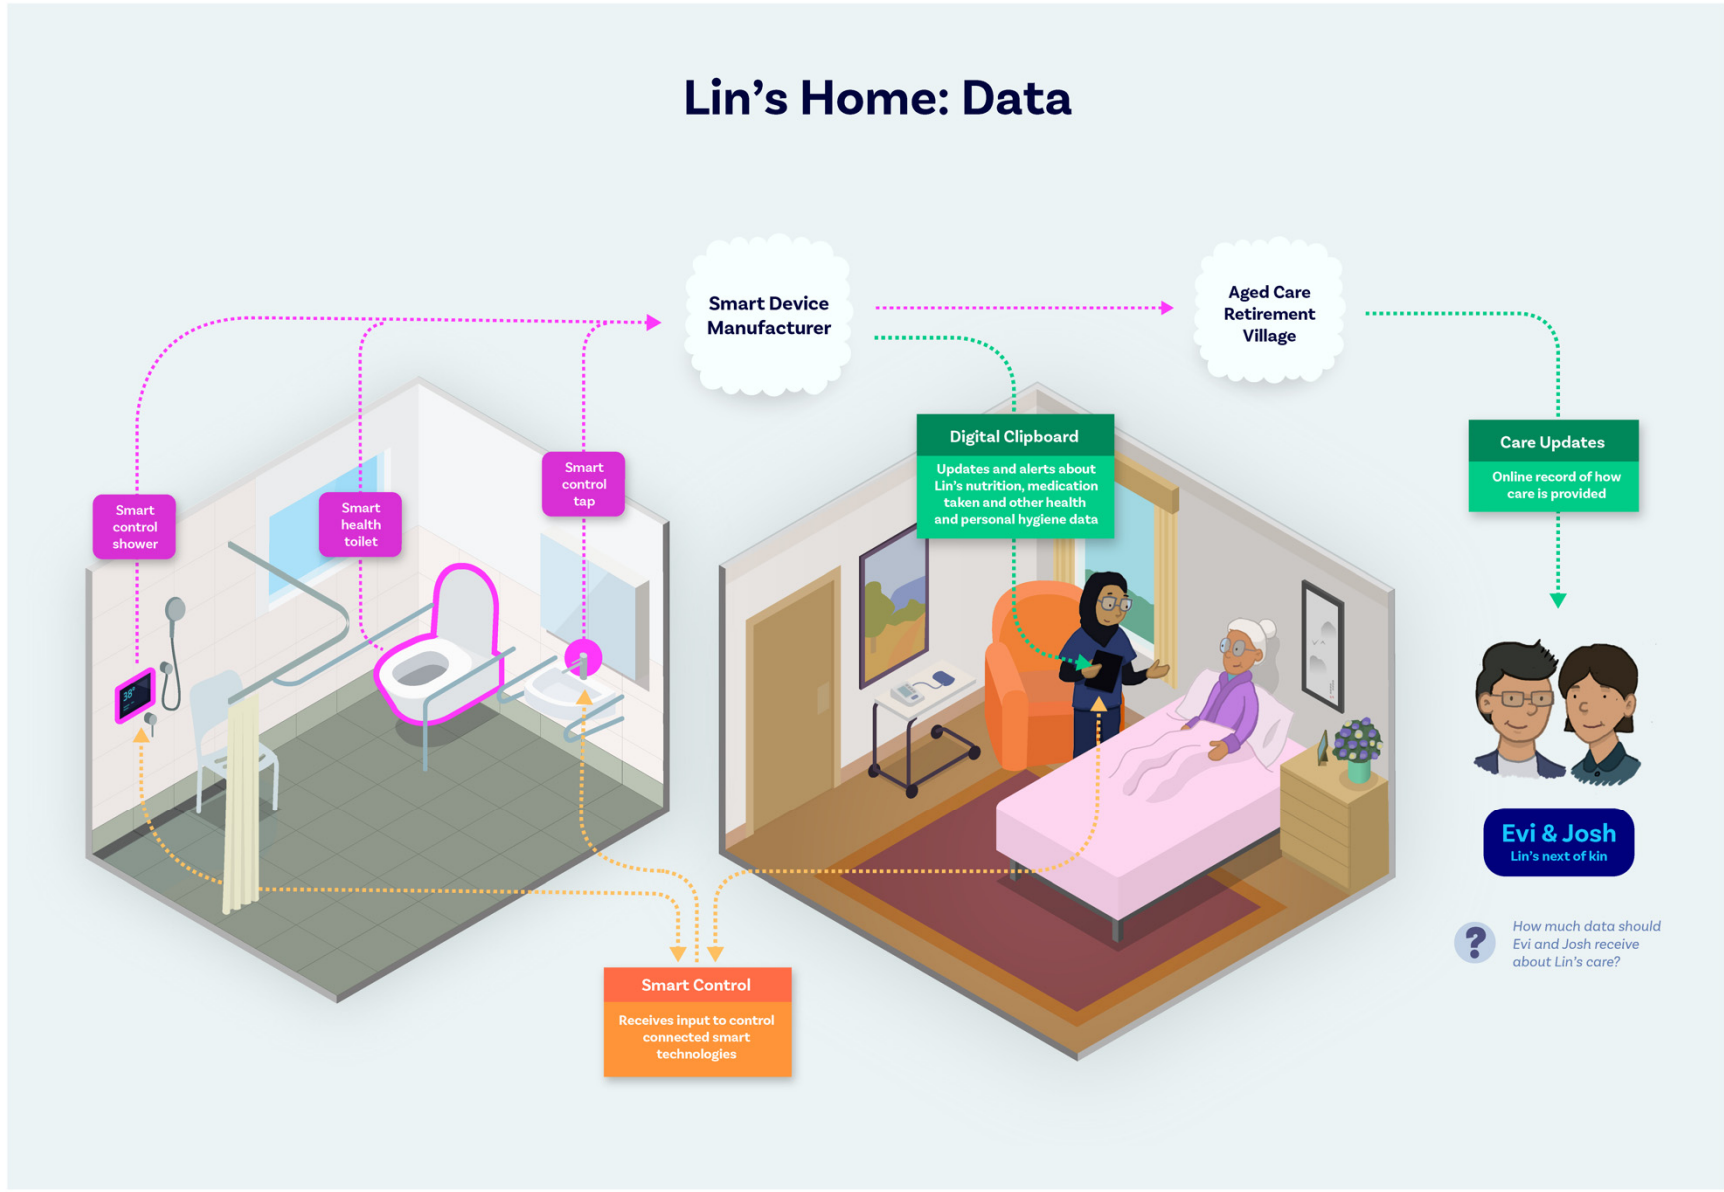 Lin’s Home: Data
Smart Device
Manufacturer
Aged Care
Retirement
Village
Digital Clipboard
Updates and alerts about
Lin’s nutrition, medication
taken and other health
and personal hygiene data
Care Updates
Online record of how
care is provided
Smart
control
shower
Smart
health
toilet
Smart
control
tap
38°
Evi & Josh
Lin’s next of kin
?
How much data should
Evi and Josh receive
about Lin’s care?
Smart Control
Receives input to control
connected smart
technologies